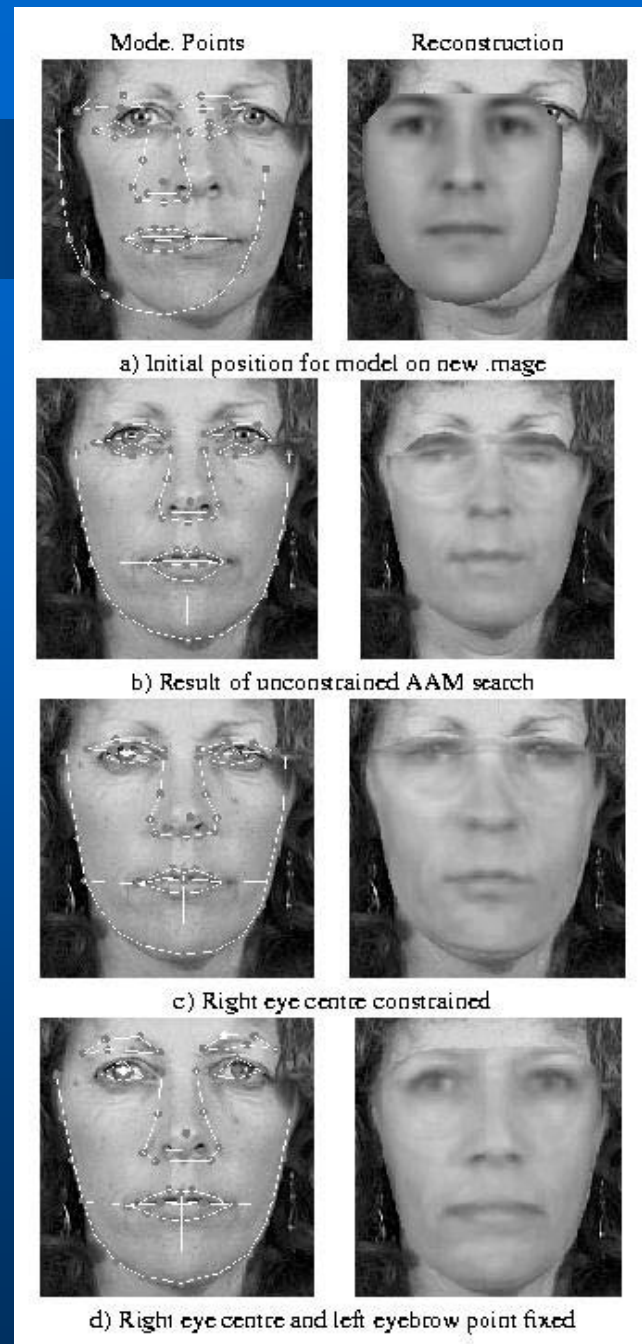 Mode. Points Reconstruction
a) Initial position for model on new .mage
b) Result of unconstrained AAM search
c) Right eye centre constrained
d) Right eye centre and left eyebrow point fixed